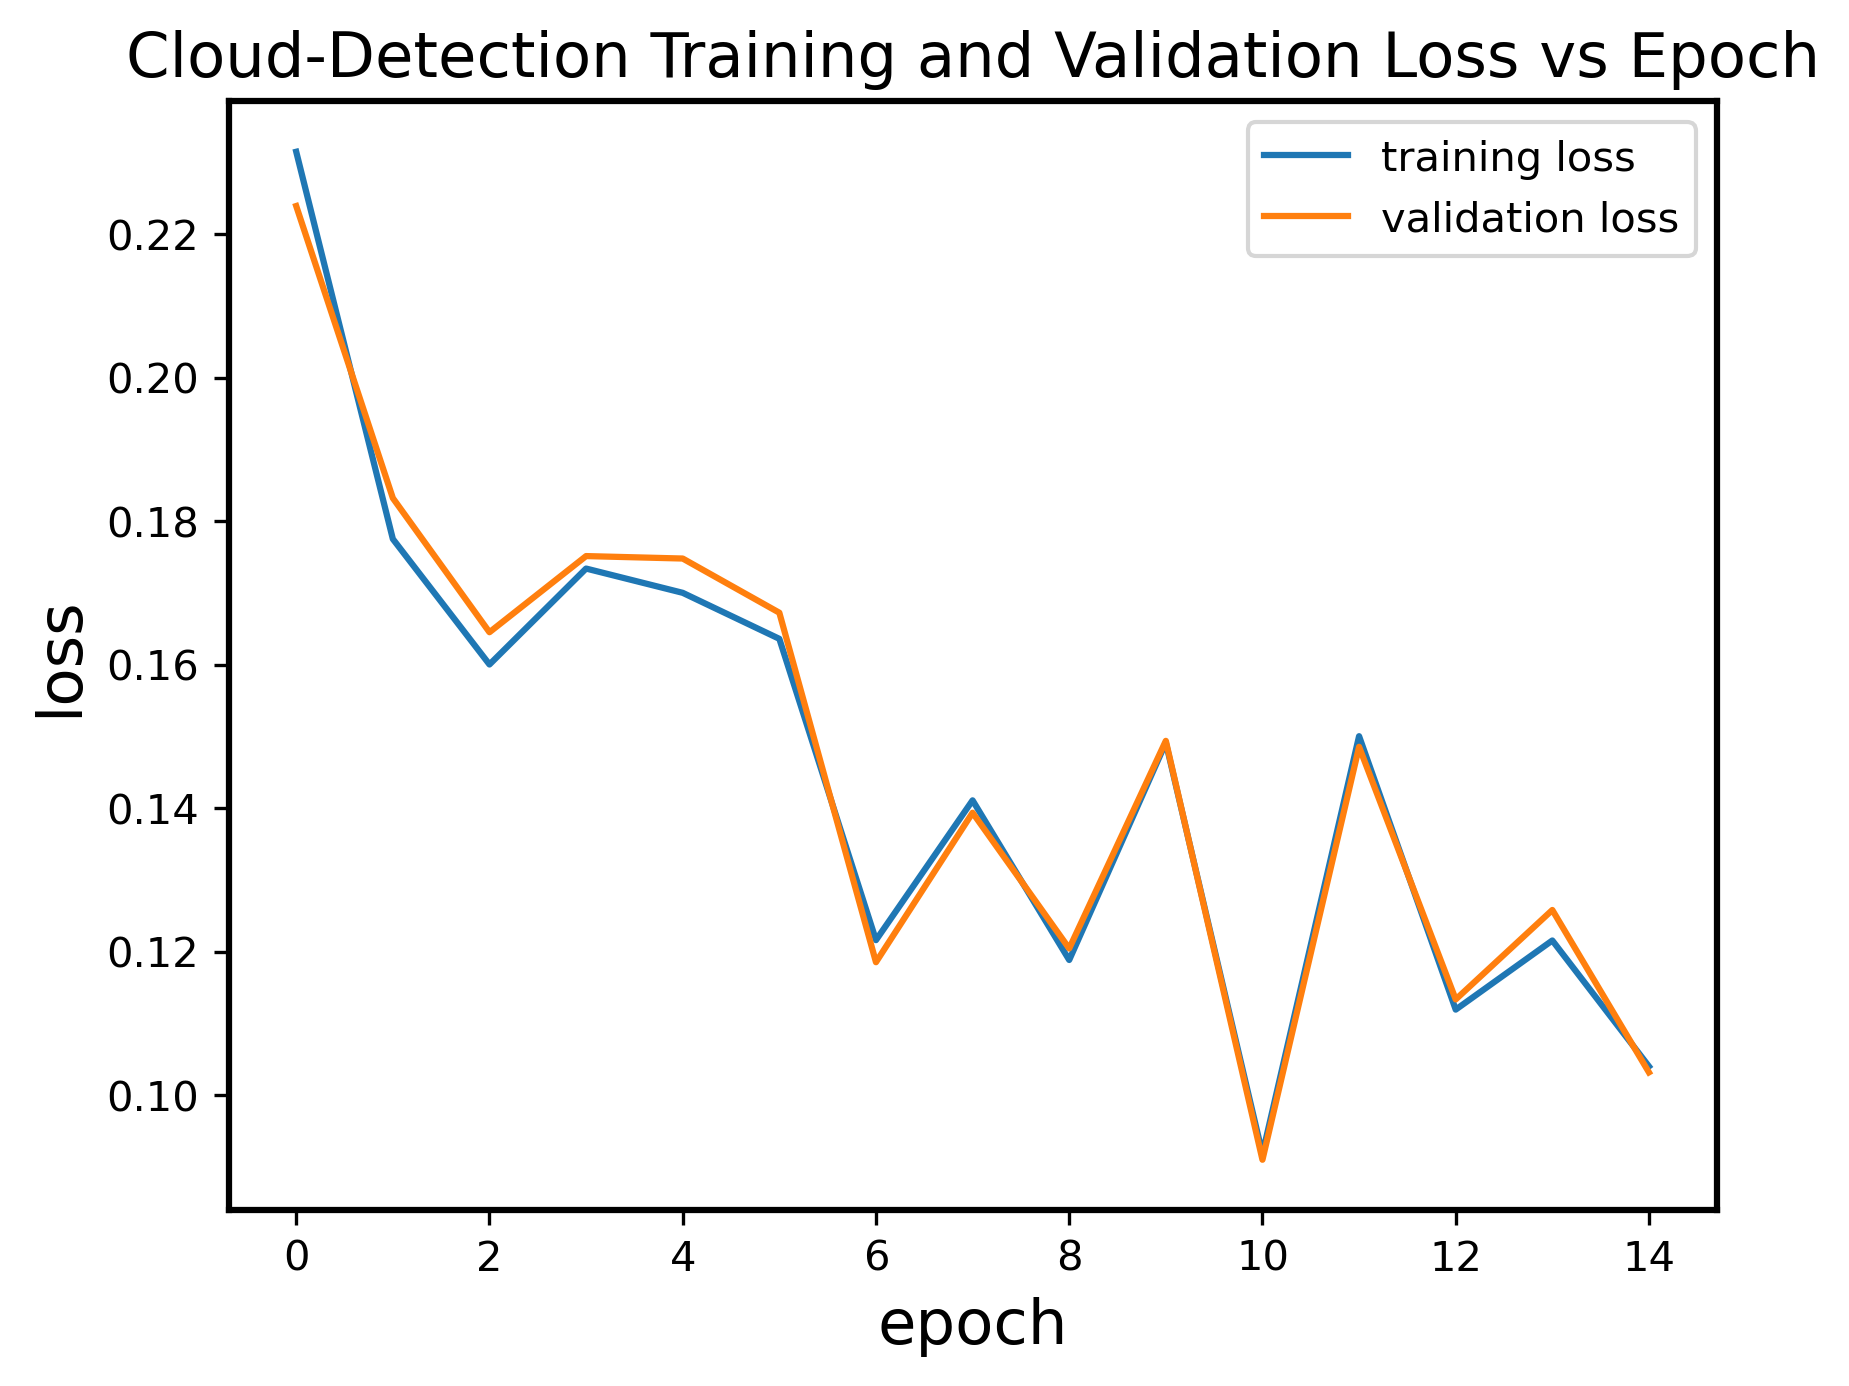 Cloud-Detection Training and Validation Loss vs Epoch
training loss
validation loss
0.22
0.20
0.18
0.16
0.14
0.12
0.10
loss
0 2 4 6 8 10 12 14
epoch